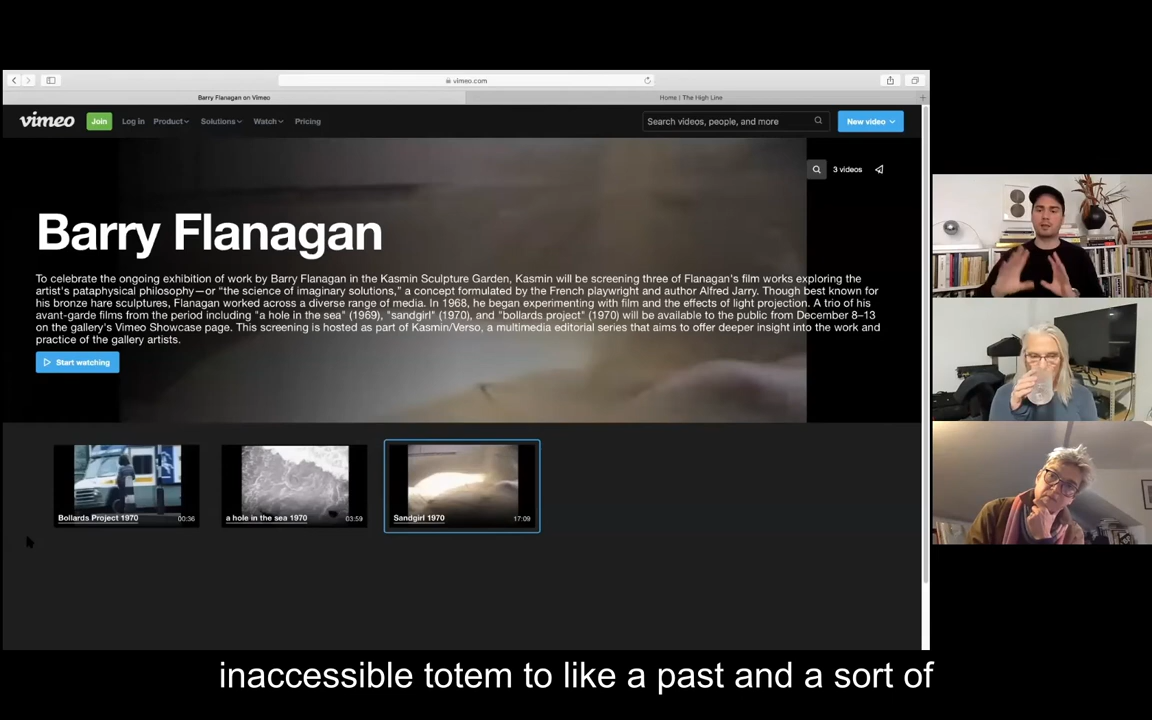 vimeo.com
Barry Flanagan on Vimeo
Home | The High Line
vimeo
Join
Log in
Product
Solutions
Watch
Pricing
Search videos, people, and more
New video
3 videos
Barry Flanagan
To celebrate the ongoing exhibition of work by Barry Flanagan in the Kasmin Sculpture Garden, Kasmin will be screening three of Flanagan's film works exploring the
artist's pataphysical philosophy—or "the science of imaginary solutions," a concept formulated by the French playwright and author Alfred Jarry. Though best known for
his bronze hare sculptures, Flanagan worked across a diverse range of media. In 1968, he began experimenting with film and the effects of light projection. A trio of his
avant-garde films from the period including "a hole in the sea" (1969), "sandgirl" (1970), and "bollards project" (1970) will be available to the public from December 8–13
on the gallery's Vimeo Showcase page. This screening is hosted as part of Kasmin/Verso, a multimedia editorial series that aims to offer deeper insight into the work and
practice of the gallery artists.
Start watching
Bollards Project 1970
00:36
a hole in the sea 1970
03:59
Sandgirl 1970
17:09
inaccessible totem to like a past and a sort of